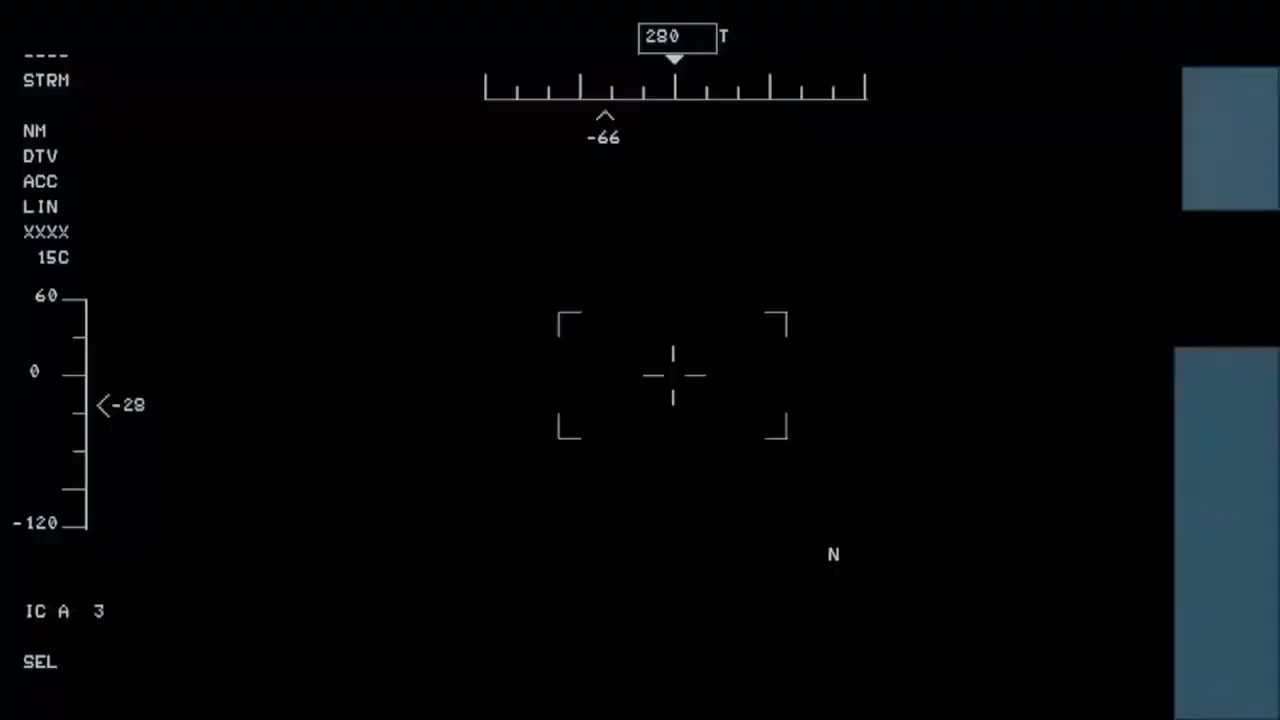 280 T
----
STRM
-66
NM
DTV
ACC
LIN
XXXX
15C
60
0
<-28
-120
N
IC A 3
SEL